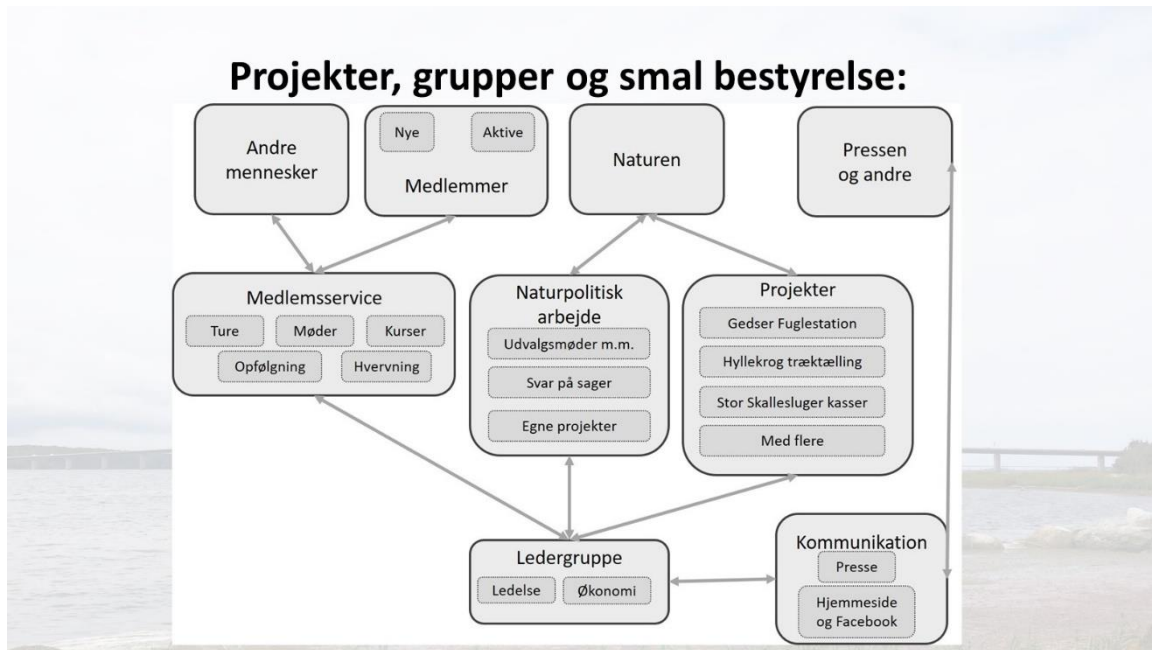 Projekter, grupper og smal bestyrelse:
Andre
mennesker
Nye
Aktive
Medlemmer
Naturen
Pressen
og andre
Medlemsservice
Ture
Møder
Kurser
Opfølgning
Hvervning
Naturpolitisk
arbejde
Udvalgsmøder m.m.
Svar på sager
Egne projekter
Projekter
Gedser Fuglestation
Hyllekrog træktælling
Stor Skallesluger kasser
Med flere
Ledergruppe
Ledelse
Økonomi
Kommunikation
Presse
Hjemmeside
og Facebook